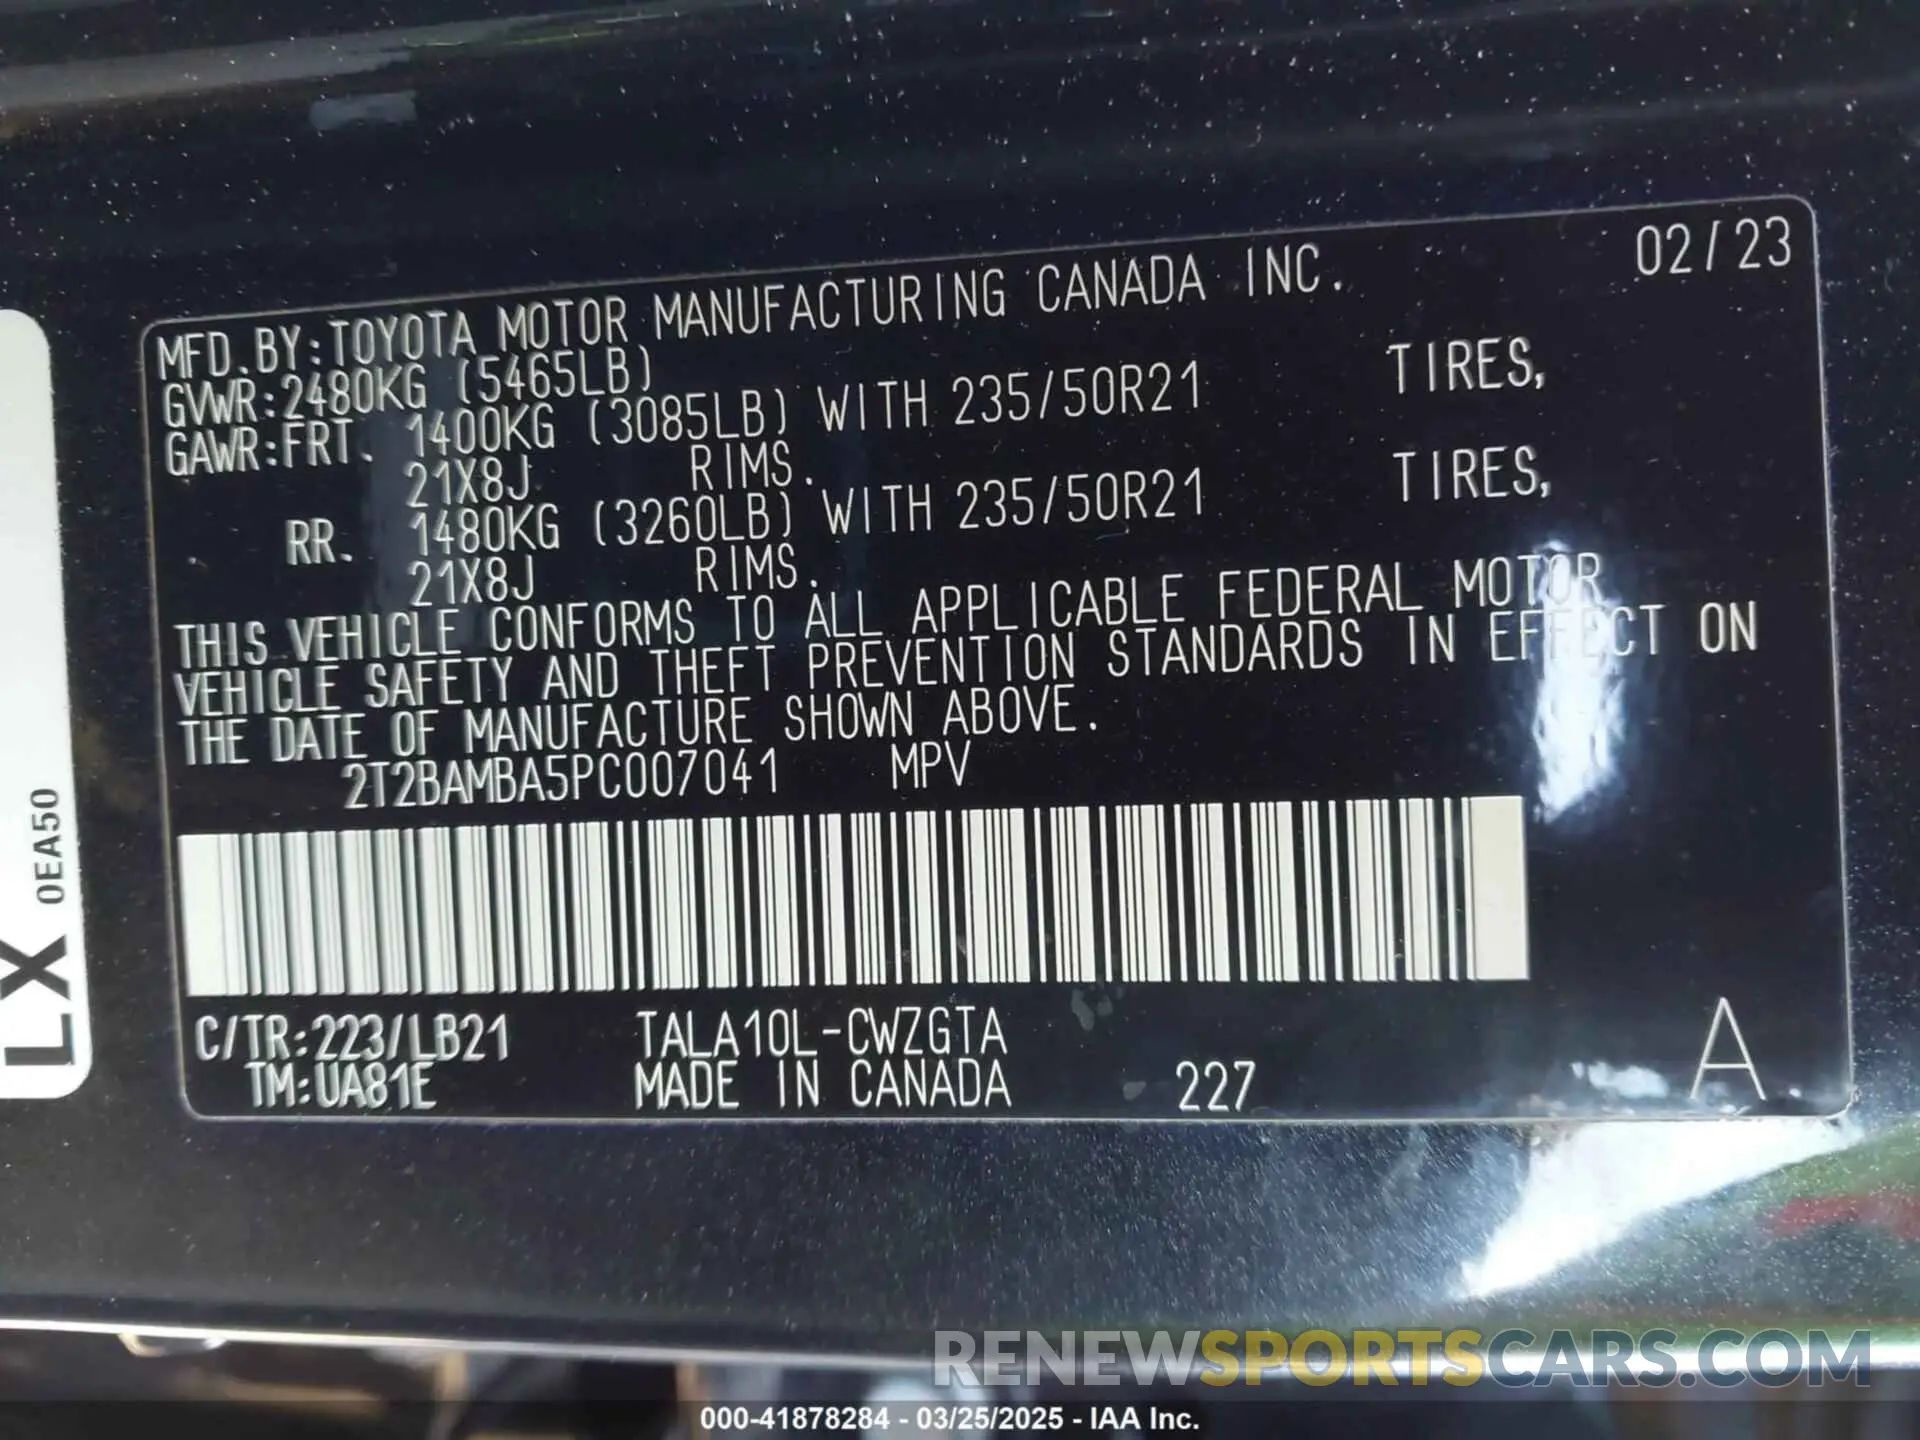 MFD.BY:TOYOTA MOTOR MANUFACTURING CANADA INC. 02/23
GVWR:2480KG (5465LB)
GAWR:FRT. 1400KG (3085LB) WITH 235/50R21 TIRES,
21X8J RIMS.
RR. 1480KG (3260LB) WITH 235/50R21 TIRES,
21X8J RIMS.
THIS VEHICLE CONFORMS TO ALL APPLICABLE FEDERAL MOTOR
VEHICLE SAFETY AND THEFT PREVENTION STANDARDS IN EFFECT ON
THE DATE OF MANUFACTURE SHOWN ABOVE.
2T2BAMBA5PC007041 MPV
C/TR:223/LB21 TALA10L-CWZGTA
TM:UA81E MADE IN CANADA 227 A
LX 0EA50
RENEWSPORTSCARS.COM
000-41878284 - 03/25/2025 - IAA Inc.